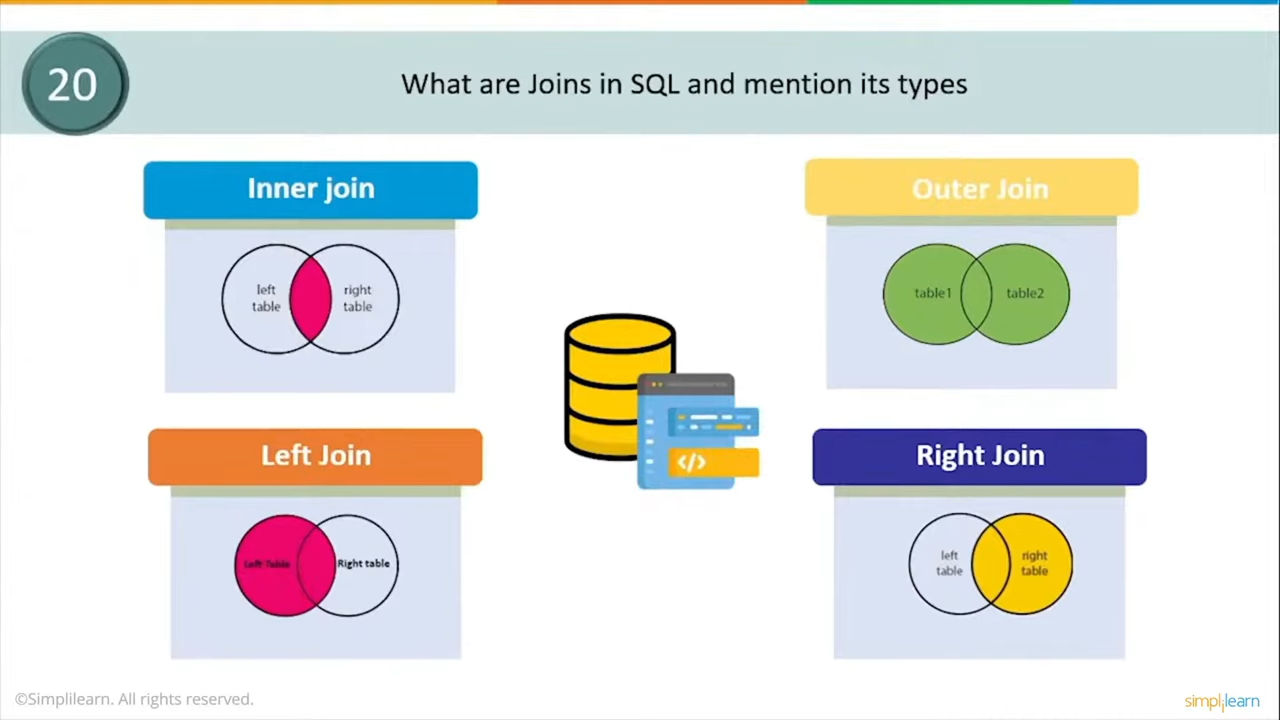 20
What are Joins in SQL and mention its types
Inner join
left
table
right
table
Outer Join
table1
table2
</>
Left Join
Left Table
Right table
Right Join
left
table
right
table
©Simplilearn. All rights reserved.
simplilearn